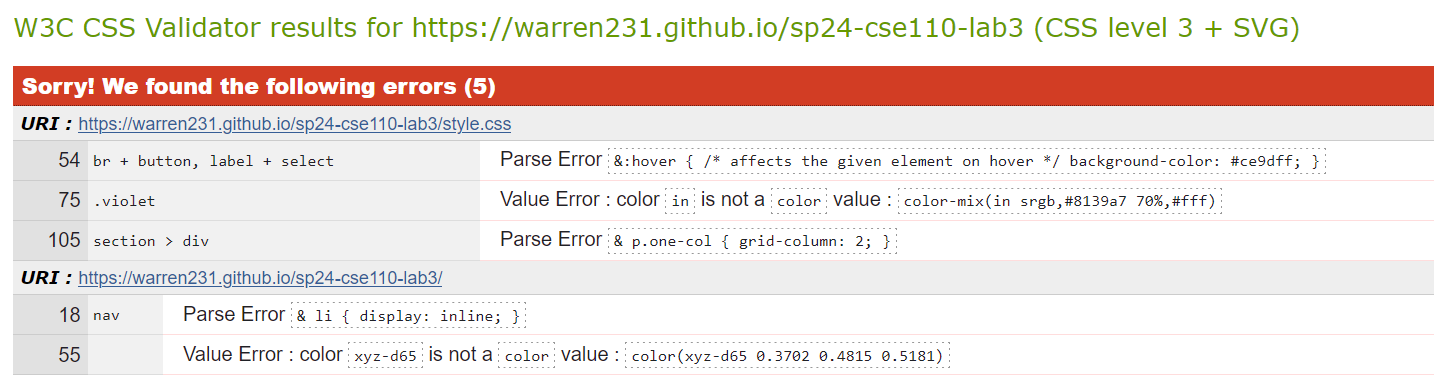 W3C CSS Validator results for https://warren231.github.io/sp24-cse110-lab3 (CSS level 3 + SVG)
Sorry! We found the following errors (5)
URI : https://warren231.github.io/sp24-cse110-lab3/style.css
54 br + button, label + select Parse Error &:hover { /* affects the given element on hover */ background-color: #ce9dff; }
75 .violet Value Error : color in is not a color value : color-mix(in srgb,#8139a7 70%,#fff)
105 section > div Parse Error & p.one-col { grid-column: 2; }
URI : https://warren231.github.io/sp24-cse110-lab3/
18 nav Parse Error & li { display: inline; }
55 Value Error : color xyz-d65 is not a color value : color(xyz-d65 0.3702 0.4815 0.5181)